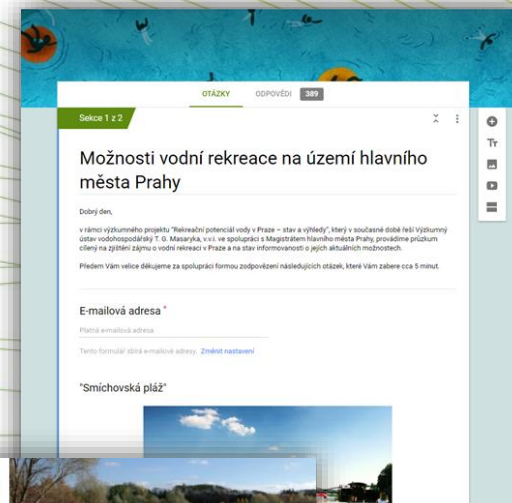 OTÁZKY ODPOVĚDI 389
Sekce 1 z 2
Možnosti vodní rekreace na území hlavního
města Prahy
Dobrý den,
v rámci výzkumného projektu "Rekreační potenciál vody v Praze – stav a výhledy", který v současné době řeší Výzkumný
ústav vodohospodářský T. G. Masaryka, v.v.i. ve spolupráci s Magistrátem hlavního města Prahy, provádíme průzkum
cílený na zjištění zájmu o vodní rekreaci v Praze a na stav informovanosti o jejích aktuálních možnostech.
Předem Vám velice děkujeme za spolupráci formou zodpovězení následujících otázek, které Vám zabere cca 5 minut.
E-mailová adresa *
Platná e-mailová adresa
Tento formulář sbírá e-mailové adresy. Změnit nastavení
"Smíchovská pláž"